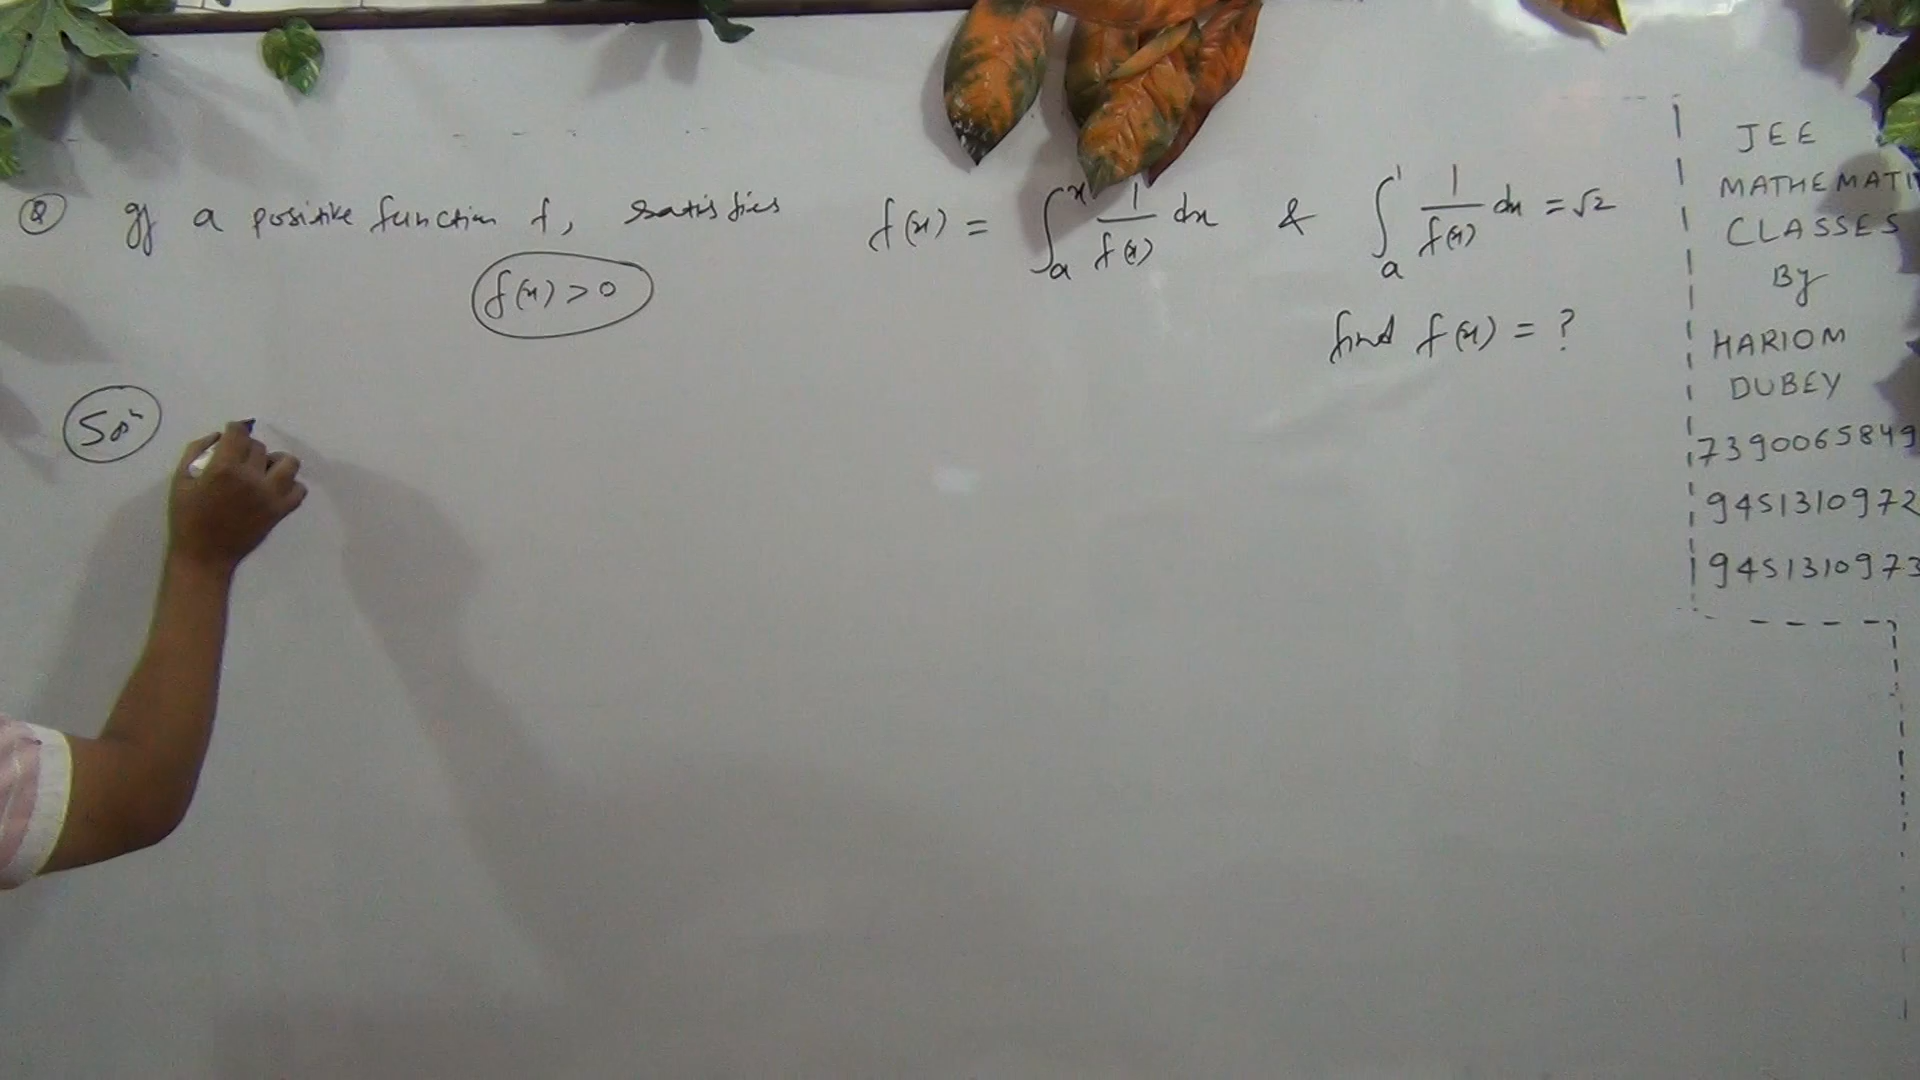 Q If a positive function f, satisfies f(x) = ∫ₐˣ 1/f(x) dx & ∫ₐ¹ 1/f(x) dx = √2
f(x) > 0
find f(x) = ?
Solⁿ
JEE
MATHEMATI
CLASSES
By
HARIOM
DUBEY
7390065849
9451310972
9451310973